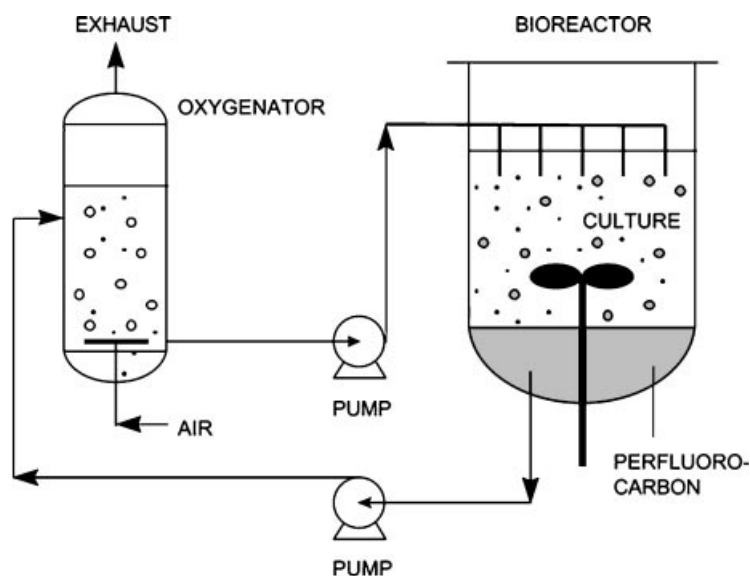 EXHAUST
BIOREACTOR
OXYGENATOR
CULTURE
PUMP
AIR
PERFLUORO-
CARBON
PUMP